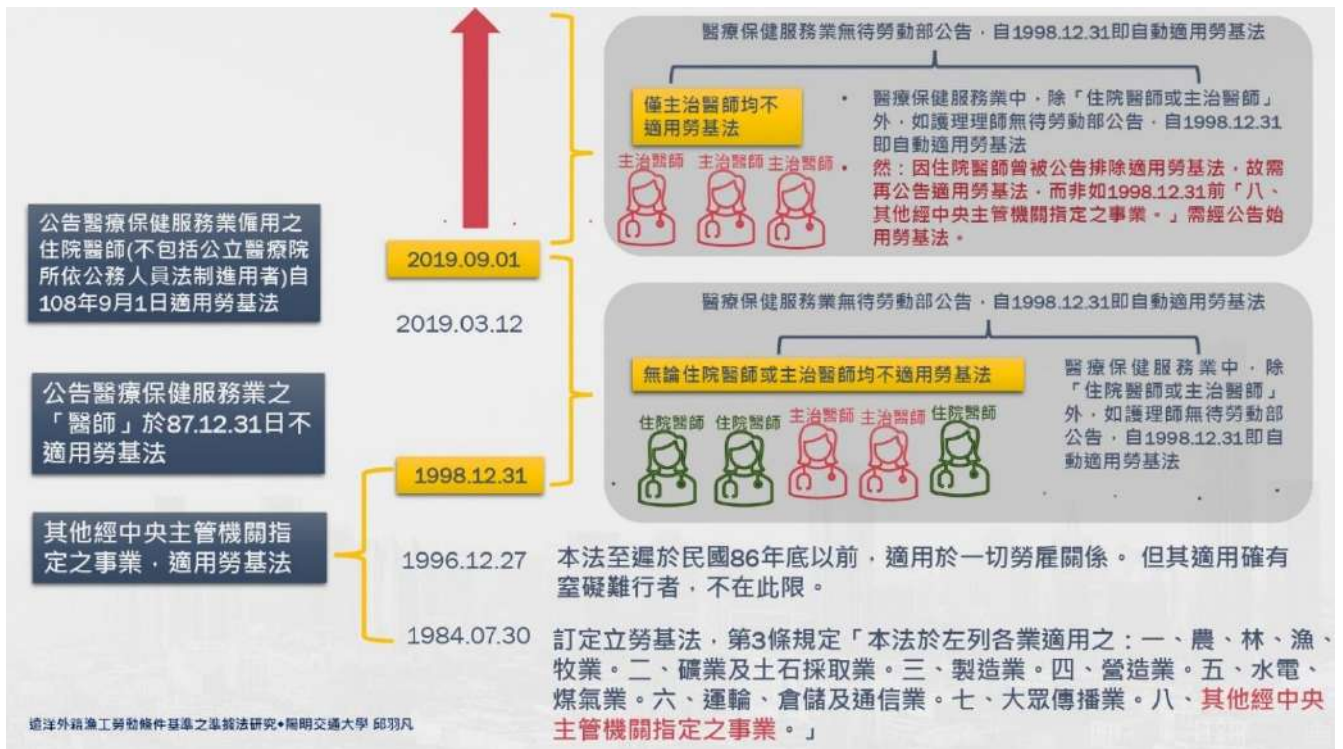 醫療保健服務業無待勞動部公告，自1998.12.31即自動適用勞基法
僅主治醫師均不
適用勞基法
主治醫師 主治醫師 主治醫師
• 醫療保健服務業中，除「住院醫師或主治醫師」
外，如護理理師無待勞動部公告，自1998.12.31
即自動適用勞基法
• 然：因住院醫師曾被公告排除適用勞基法，故需
再公告適用勞基法，而非如1998.12.31前「八、
其他經中央主管機關指定之事業。」需經公告始
用勞基法。
公告醫療保健服務業僱用之
住院醫師(不包括公立醫療院
所依公務人員法制進用者)自
108年9月1日適用勞基法
2019.09.01
2019.03.12
醫療保健服務業無待勞動部公告，自1998.12.31即自動適用勞基法
無論住院醫師或主治醫師均不適用勞基法
住院醫師 住院醫師 主治醫師 主治醫師 住院醫師
醫療保健服務業中，除
「住院醫師或主治醫師」
外，如護理師無待勞動部
公告，自1998.12.31即自
動適用勞基法
公告醫療保健服務業之
「醫師」於87.12.31日不
適用勞基法
1998.12.31
其他經中央主管機關指
定之事業，適用勞基法
1996.12.27
本法至遲於民國86年底以前，適用於一切勞雇關係。但其適用確有
窒礙難行者，不在此限。
1984.07.30
訂定立勞基法，第3條規定「本法於左列各業適用之：一、農、林、漁、
牧業。二、礦業及土石採取業。三、製造業。四、營造業。五、水電、
煤氣業。六、運輸、倉儲及通信業。七、大眾傳播業。八、其他經中央
主管機關指定之事業。」
遠洋外籍漁工勞動條件基準之準據法研究◆陽明交通大學 邱羽凡